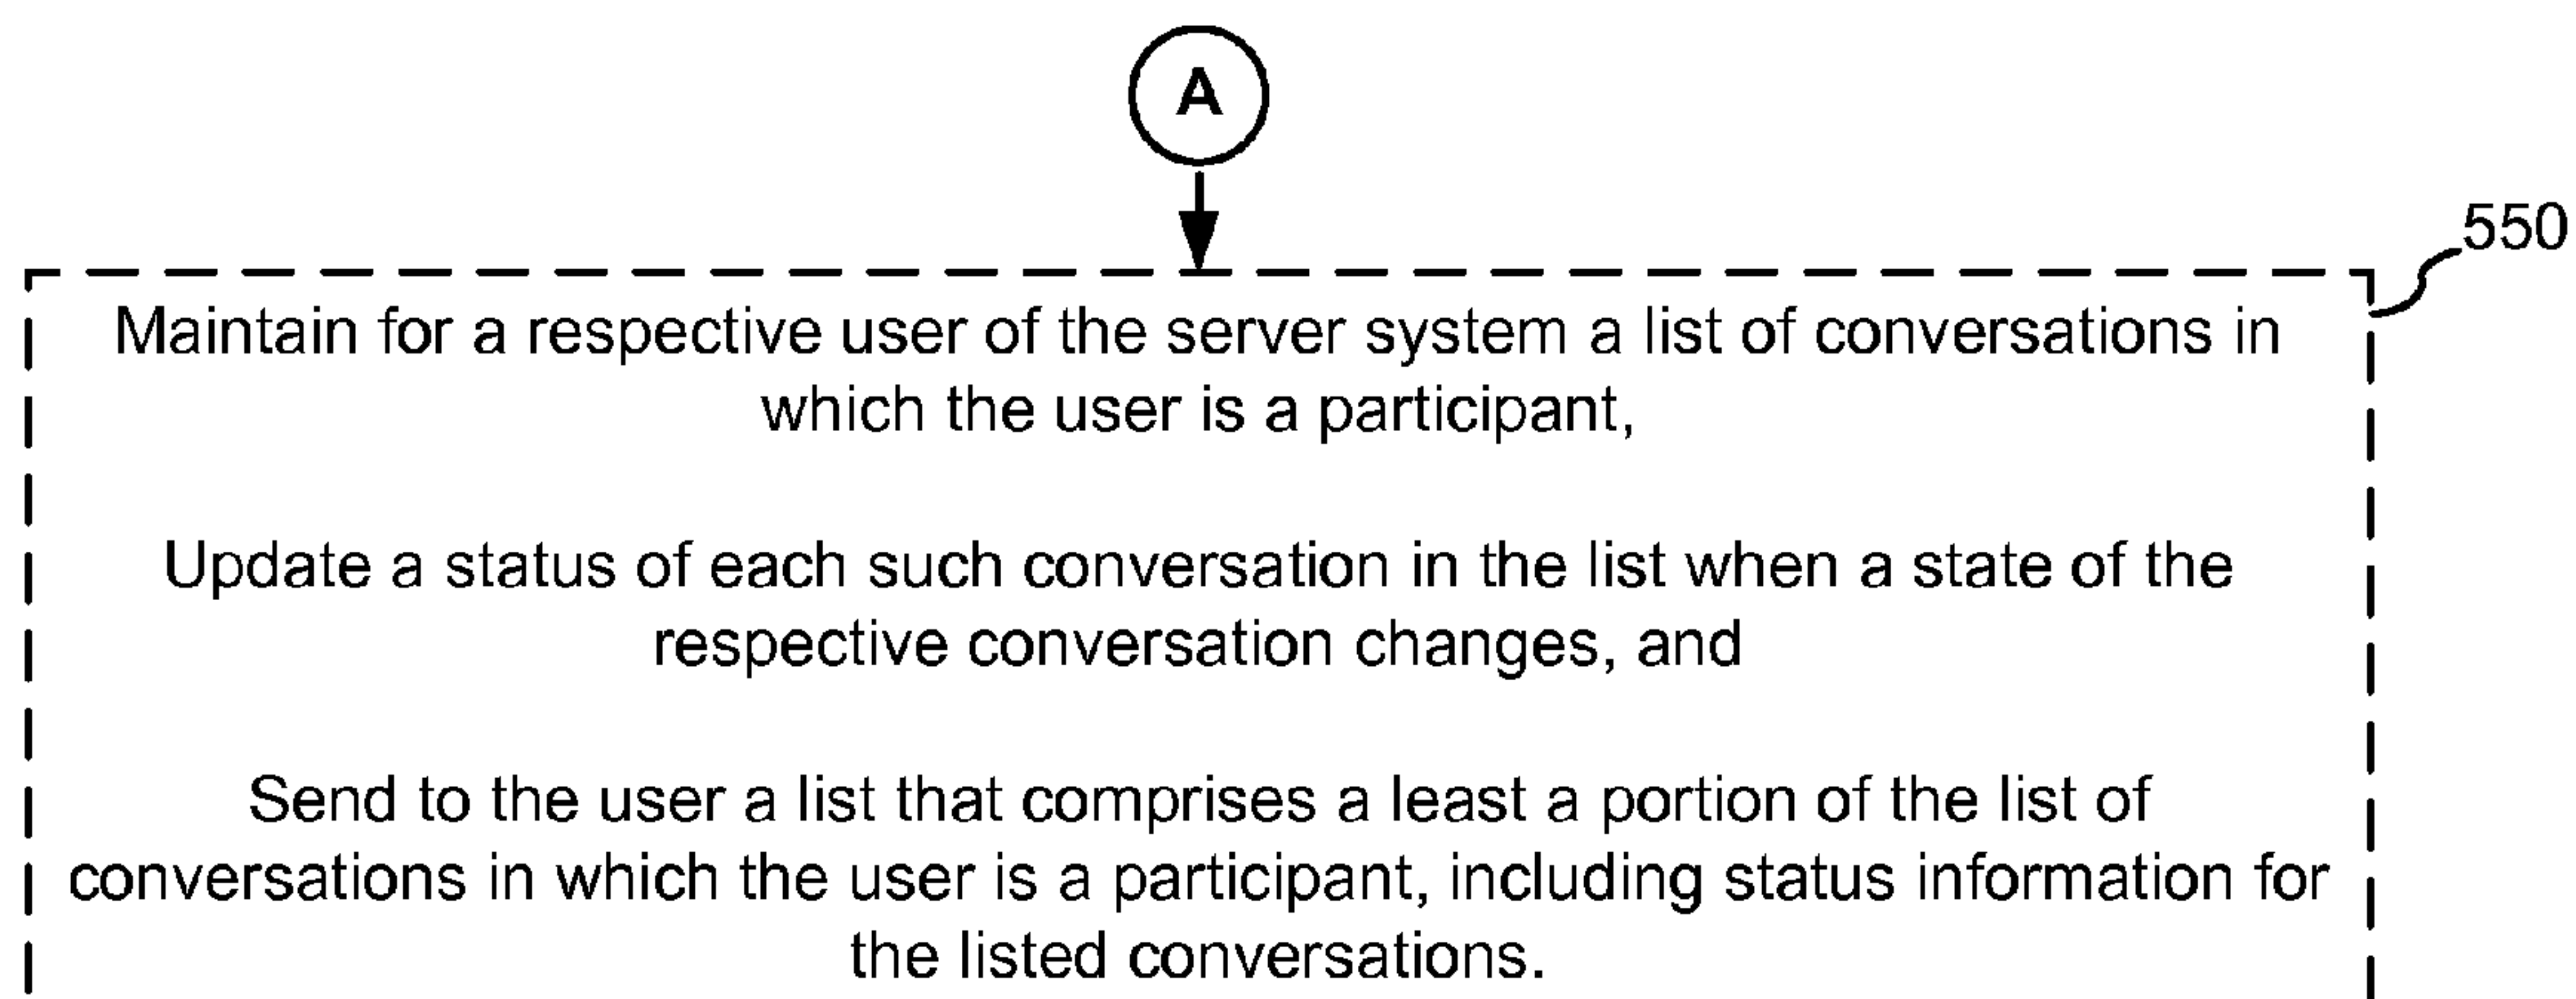 A
550
Maintain for a respective user of the server system a list of conversations in
which the user is a participant,
Update a status of each such conversation in the list when a state of the
respective conversation changes, and
Send to the user a list that comprises a least a portion of the list of
conversations in which the user is a participant, including status information for
the listed conversations.